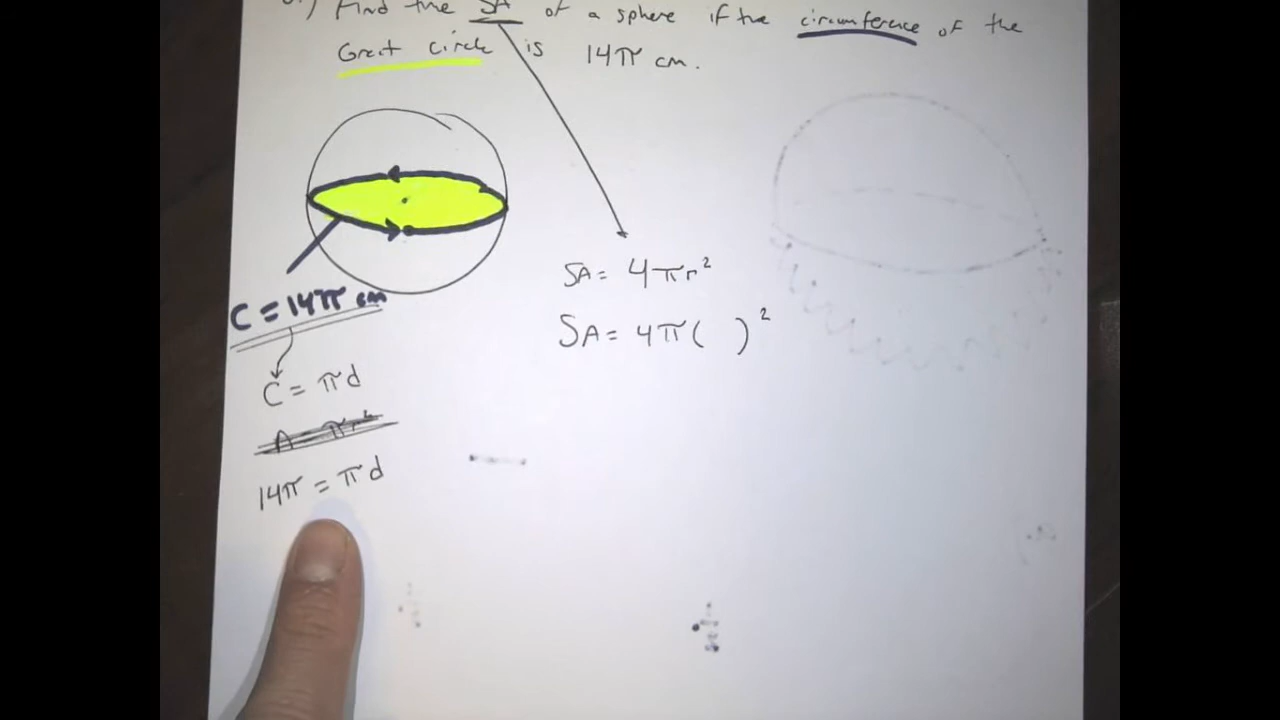 Find the SA of a sphere if the circumference of the
Great circle is 14π cm.
C = 14π cm
C = πd
14π = πd
SA = 4πr²
SA = 4π( )²